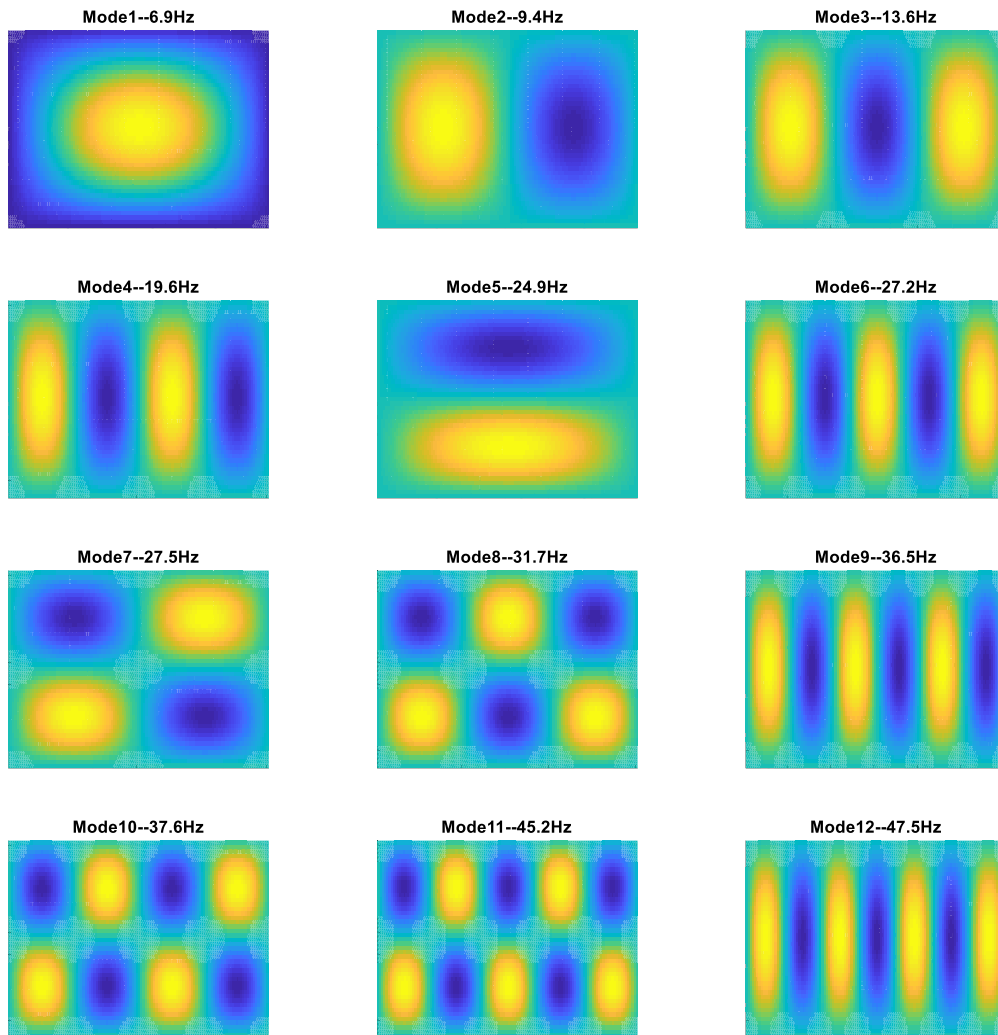 Mode1--6.9Hz
Mode2--9.4Hz
Mode3--13.6Hz
Mode4--19.6Hz
Mode5--24.9Hz
Mode6--27.2Hz
Mode7--27.5Hz
Mode8--31.7Hz
Mode9--36.5Hz
Mode10--37.6Hz
Mode11--45.2Hz
Mode12--47.5Hz